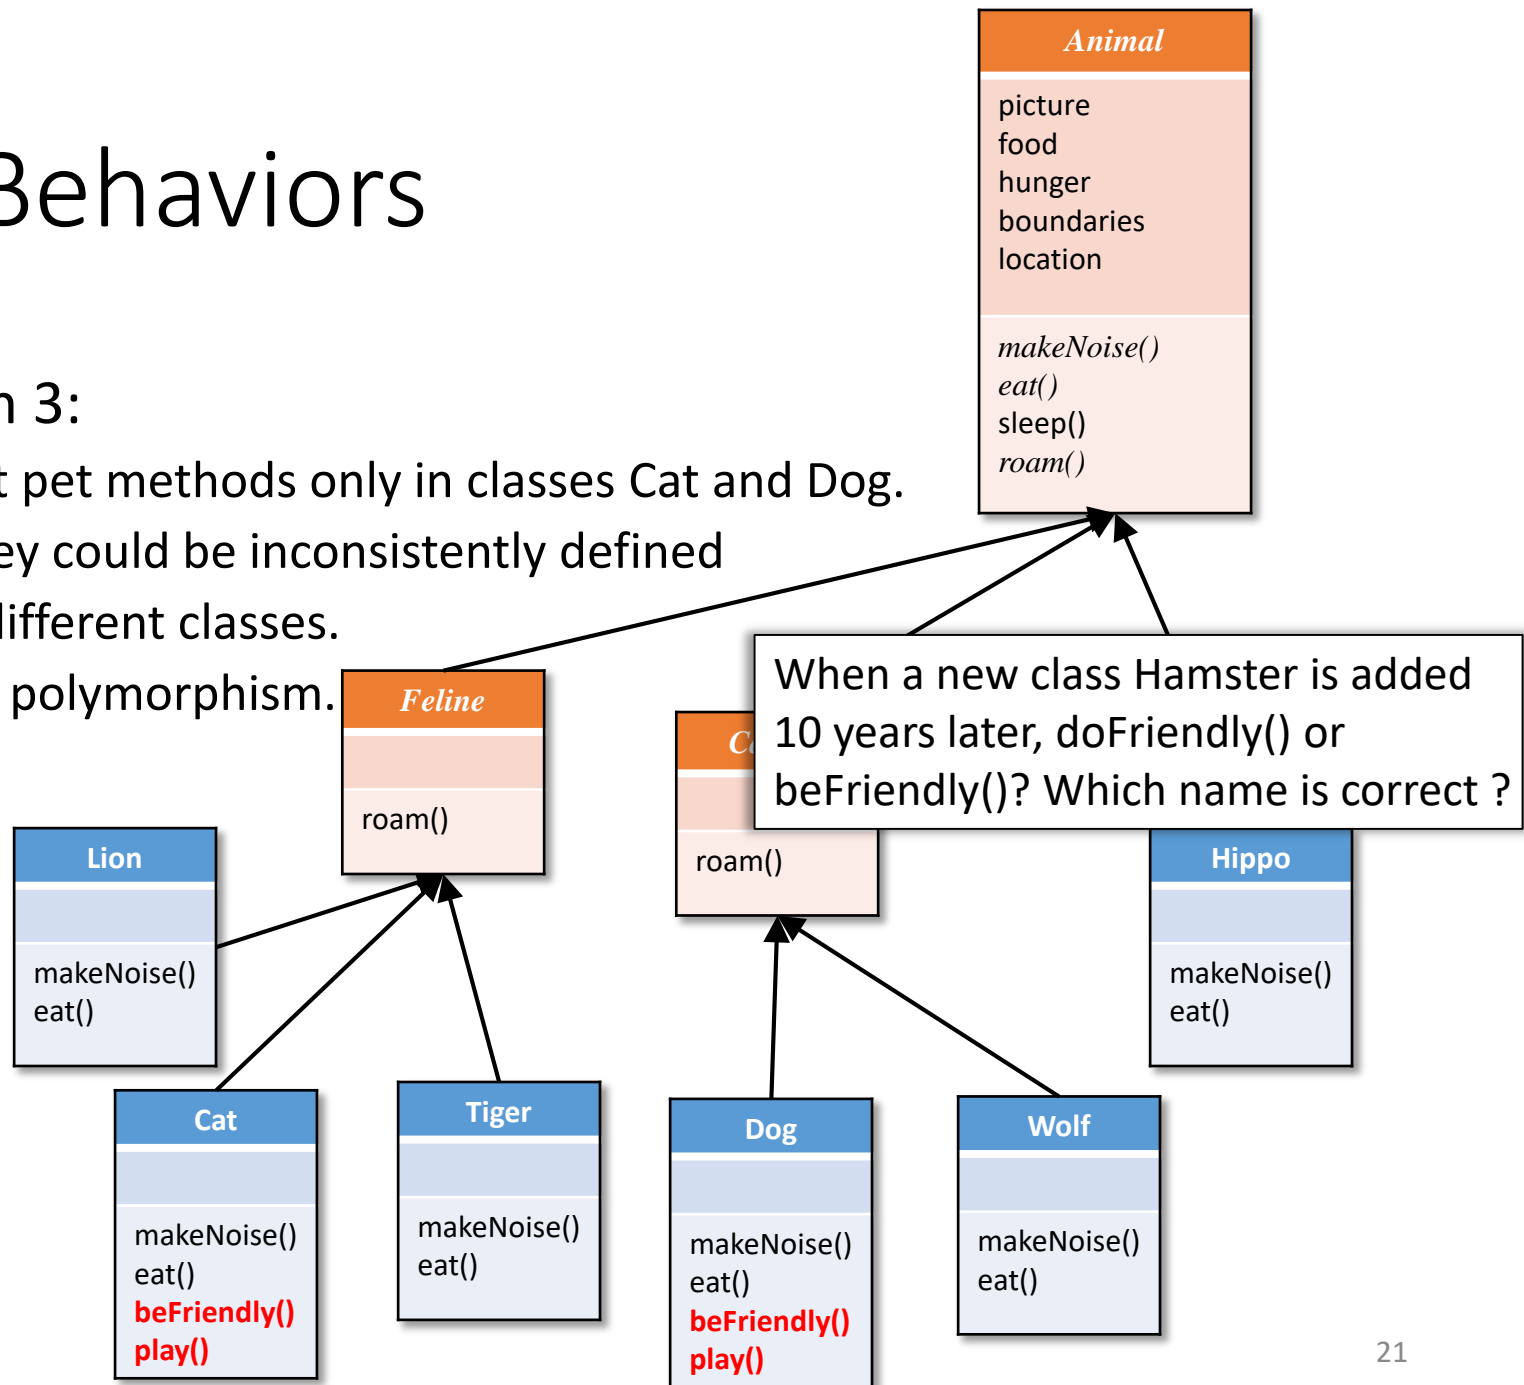 Behaviors
3:
pet methods only in classes Cat and Dog.
could be inconsistently defined
different classes.
polymorphism.
Animal
picture
food
hunger
boundaries
location
makeNoise()
eat()
sleep()
roam()
When a new class Hamster is added
10 years later, doFriendly() or
beFriendly()? Which name is correct ?
Feline
roam()
roam()
Lion
makeNoise()
eat()
Hippo
makeNoise()
eat()
Cat
makeNoise()
eat()
beFriendly()
play()
Tiger
makeNoise()
eat()
Dog
makeNoise()
eat()
beFriendly()
play()
Wolf
makeNoise()
eat()
21